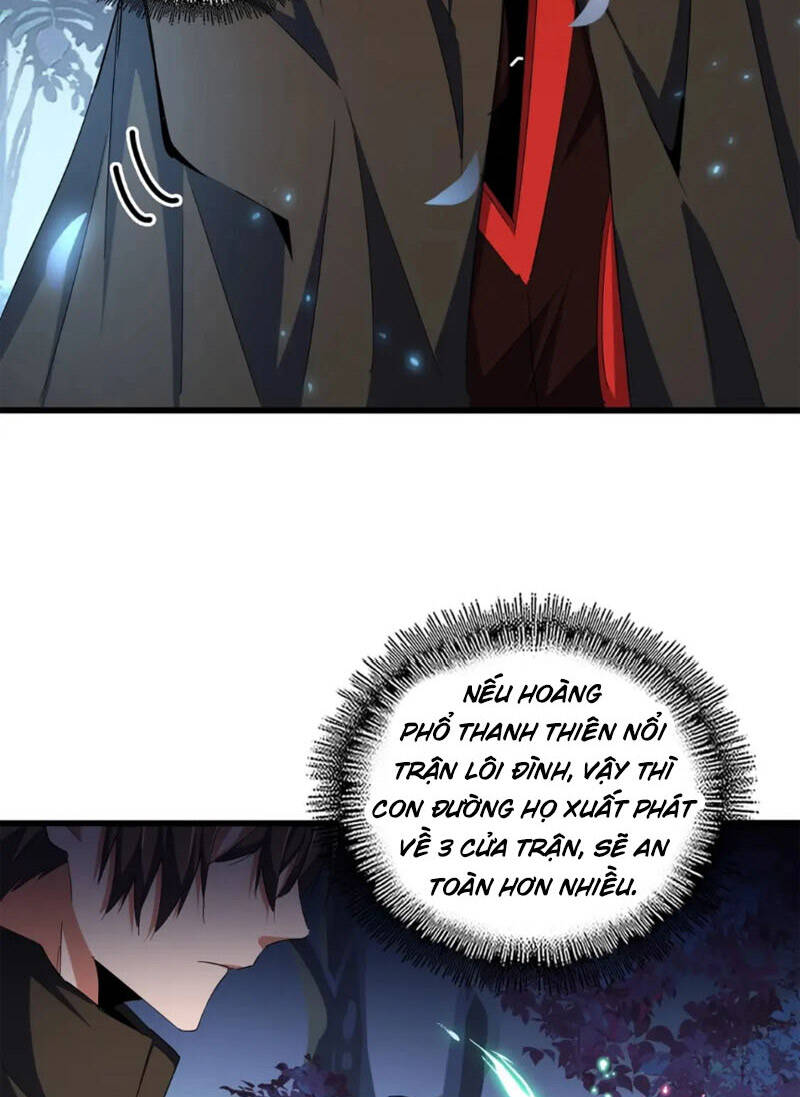 NẾU HOÀNG
PHỔ THANH THIÊN NỔI
TRẬN LÔI ĐÌNH, VẬY THÌ
CON ĐƯỜNG HỌ XUẤT PHÁT
VỀ 3 CỬA TRẬN, SẼ AN
TOÀN HƠN NHIỀU.